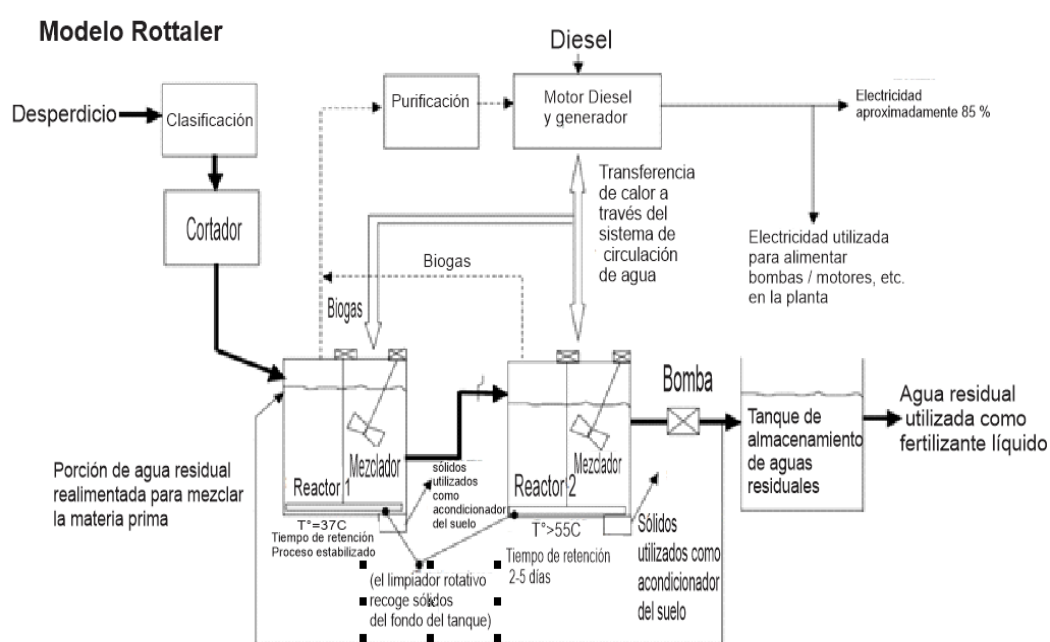 Modelo Rottaler
Diesel
Desperdicio
Clasificación
Purificación
Motor Diesel
y generador
Electricidad
aproximadamente 85 %
Cortador
Transferencia
de calor a
través del
sistema de
circulación
de agua
Electricidad utilizada
para alimentar
bombas / motores, etc.
en la planta
Biogas
Biogas
Bomba
Mezclador
Reactor 1
sólidos
utilizados
como
acondicionador
del suelo
Mezclador
Reactor 2
Tanque de
almacenamiento
de aguas
residuales
Agua residual
utilizada como
fertilizante líquido
Porción de agua residual
realimentada para mezclar
la materia prima
T°=37C
Tiempo de retención
Proceso estabilizado
T°>55C
Tiempo de retención
2-5 días
Sólidos
utilizados como
acondicionador
del suelo
(el limpiador rotativo
recoge sólidos
del fondo del tanque)